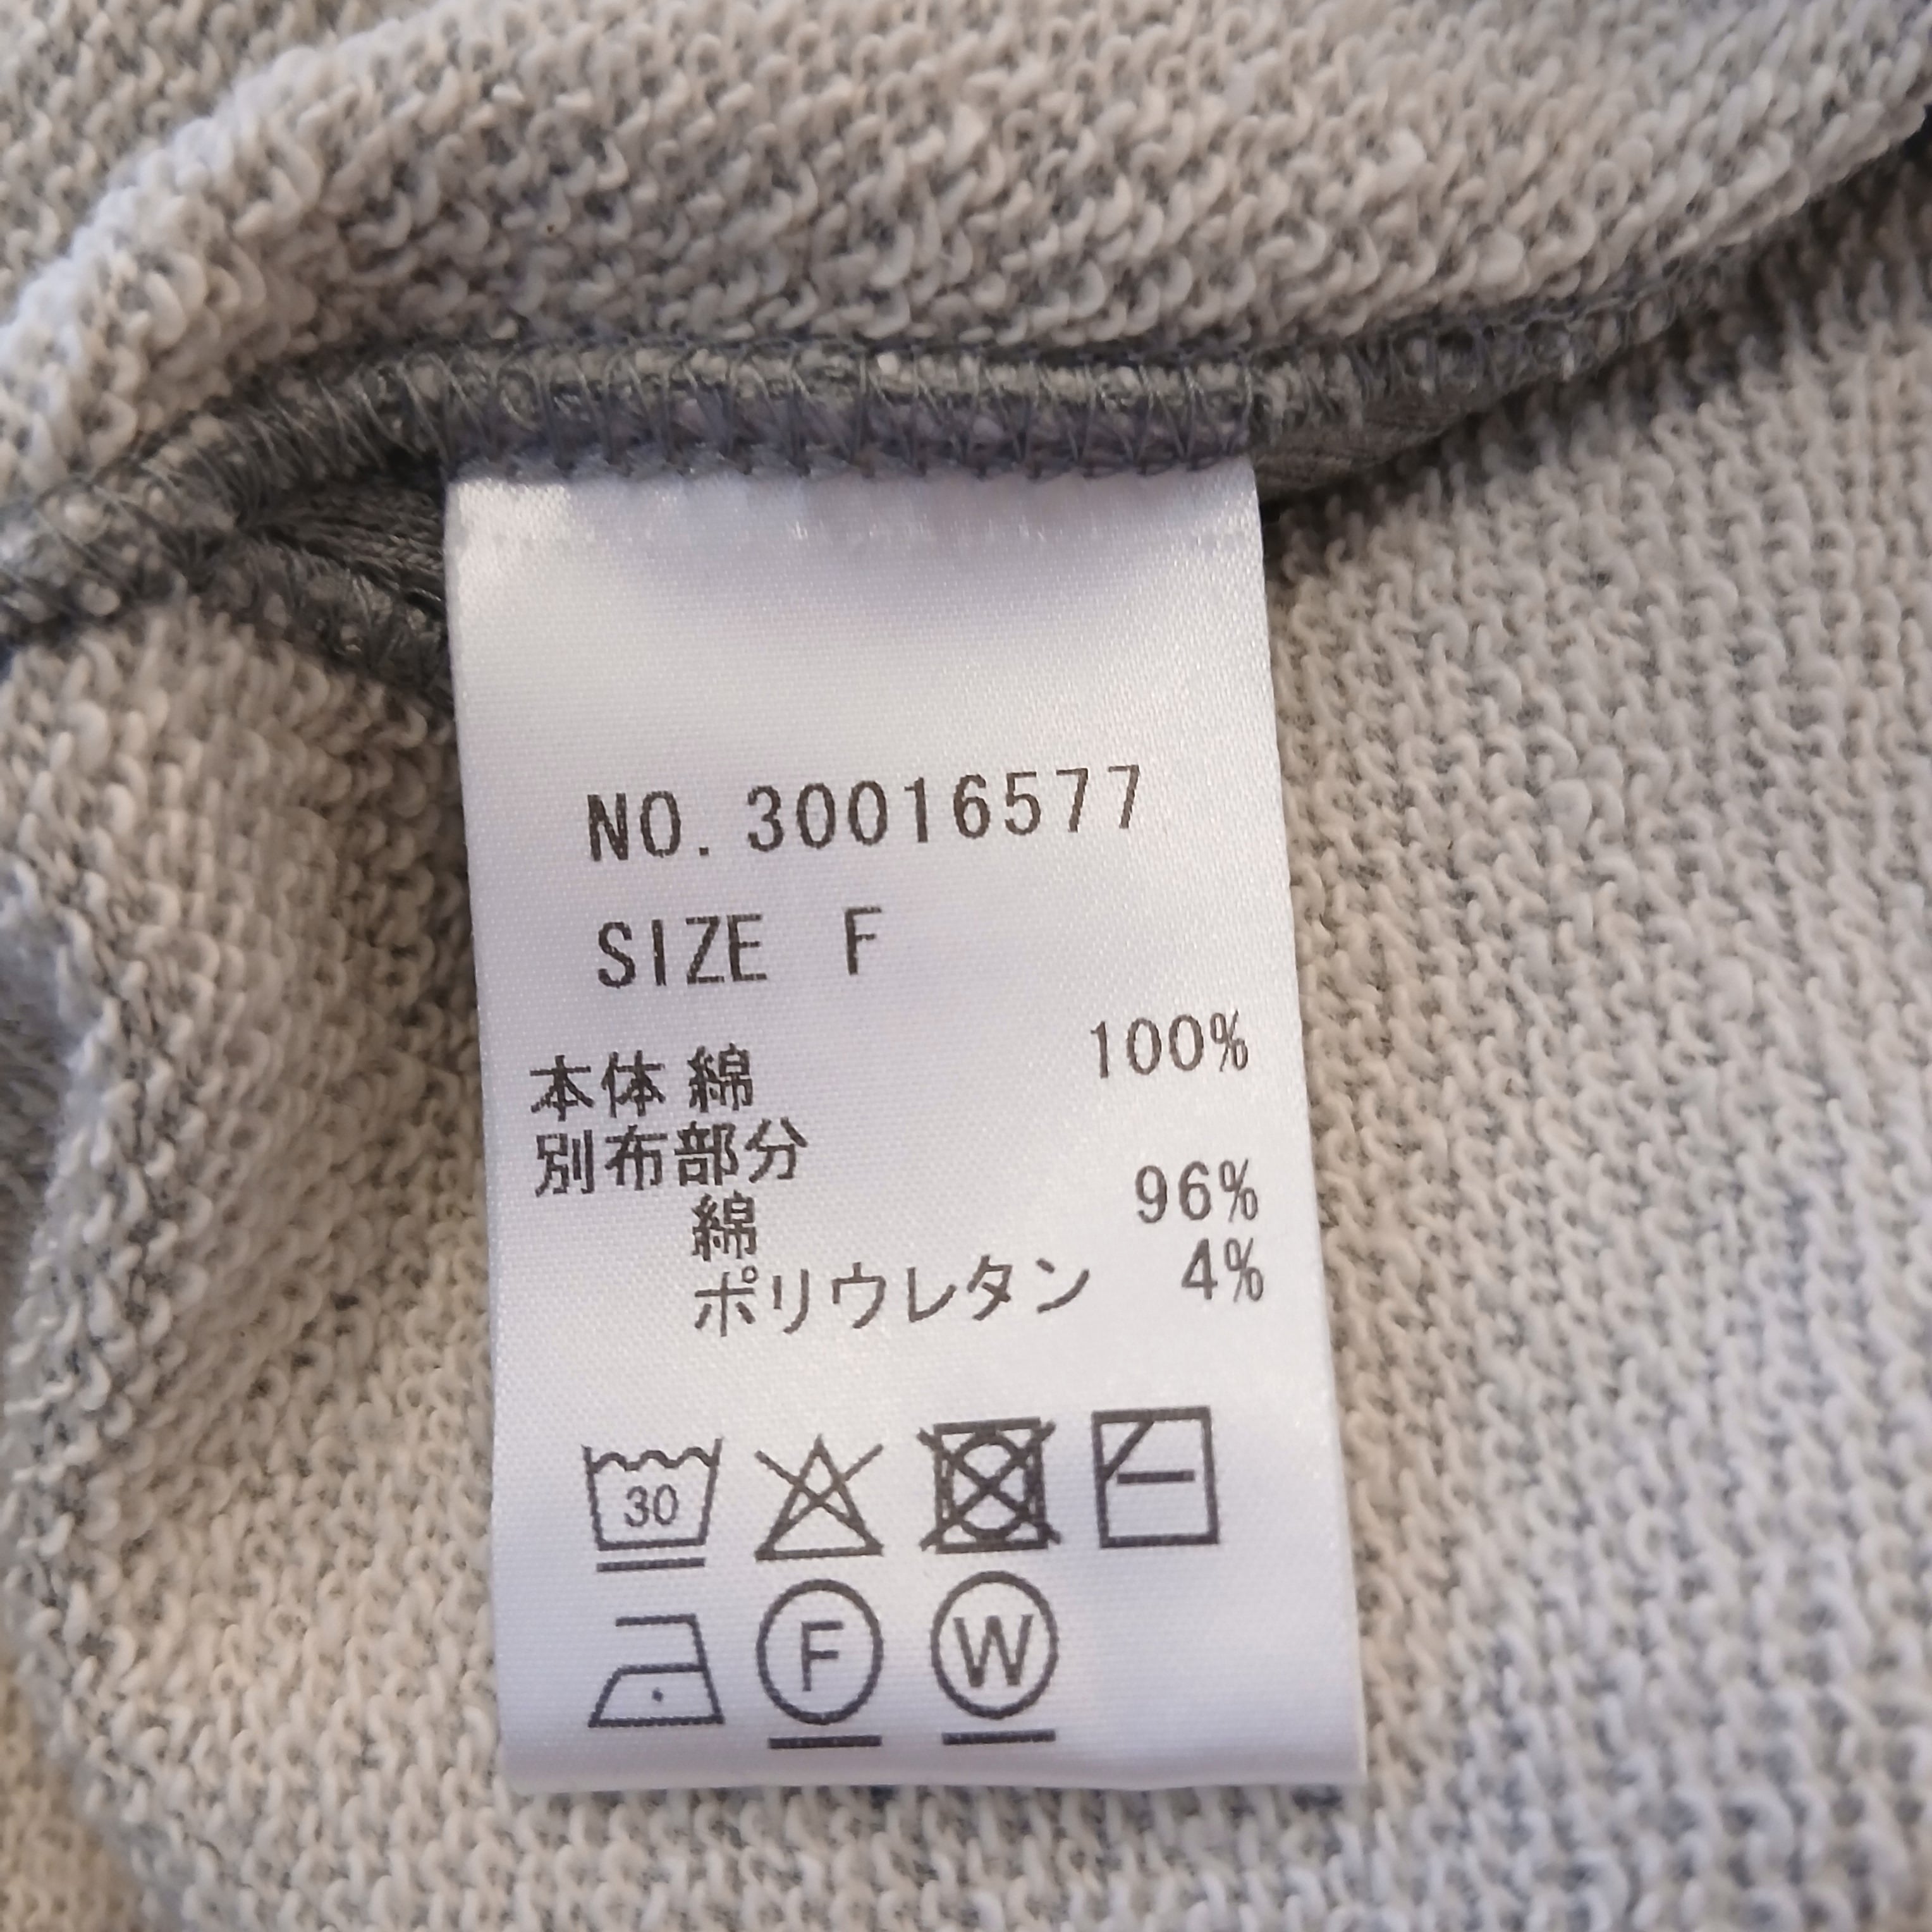 NO.30016577
SIZE F
本体 綿 100%
別布部分
綿 96%
ポリウレタン 4%
30
F W